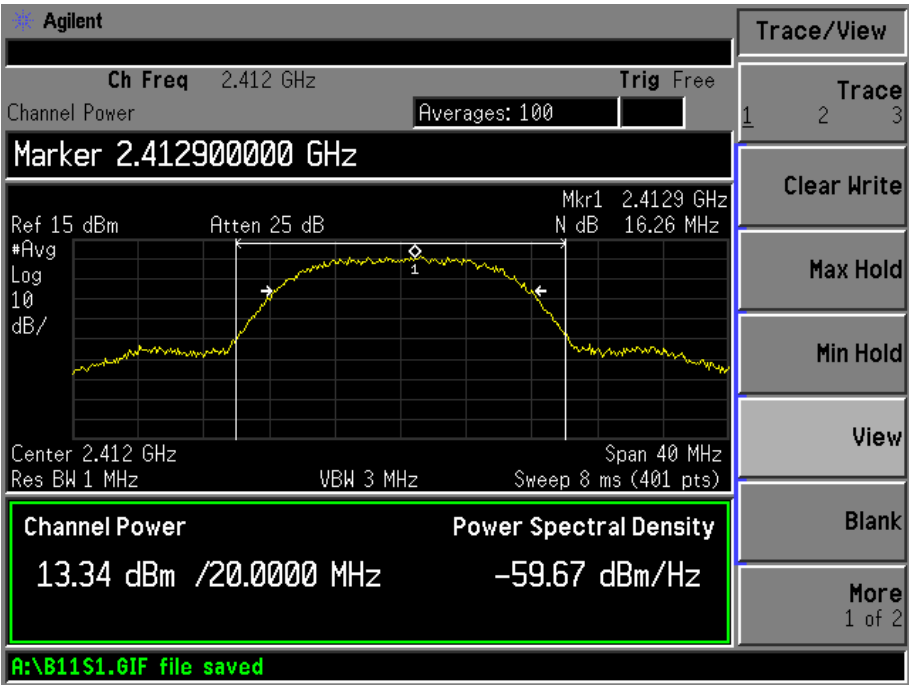 Agilent
Ch Freq 2.412 GHz Trig Free
Channel Power Averages: 100
Marker 2.412900000 GHz
Mkr1 2.4129 GHz
Ref 15 dBm Atten 25 dB N dB 16.26 MHz
#Avg
Log
10
dB/
1
Center 2.412 GHz Span 40 MHz
Res BW 1 MHz VBW 3 MHz Sweep 8 ms (401 pts)
Channel Power Power Spectral Density
13.34 dBm /20.0000 MHz -59.67 dBm/Hz
A:\B11S1.GIF file saved
Trace/View
Trace
1 2 3
Clear Write
Max Hold
Min Hold
View
Blank
More
1 of 2